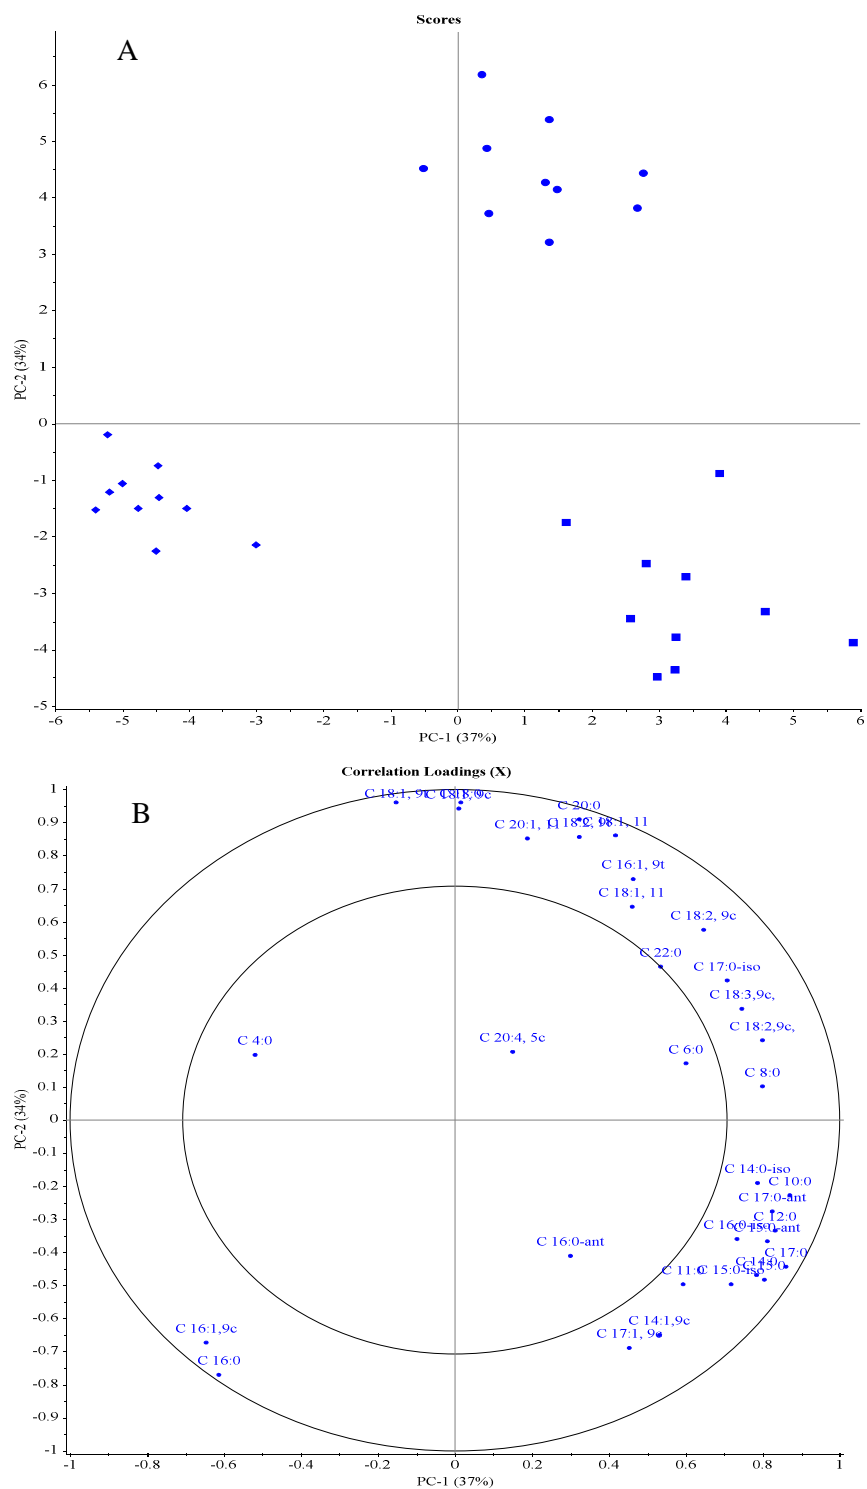 Scores
A
6
5
4
3
2
1
0
-1
-2
-3
-4
-5
PC-2 (34%)
-6 -5 -4 -3 -2 -1 0 1 2 3 4 5 6
PC-1 (37%)
Correlation Loadings (X)
B
1
0.9
0.8
0.7
0.6
0.5
0.4
0.3
0.2
0.1
0
-0.1
-0.2
-0.3
-0.4
-0.5
-0.6
-0.7
-0.8
-0.9
-1
PC-2 (34%)
C 18:1, 9t
C 18:0
C 18:1, 9c
C 20:0
C 20:1, 11
C 18:2, 9t
C 18:1, 11
C 16:1, 9t
C 18:1, 11
C 18:2, 9c
C 22:0
C 17:0-iso
C 18:3,9c,
C 18:2,9c,
C 4:0
C 20:4, 5c
C 6:0
C 8:0
C 14:0-iso
C 10:0
C 17:0-ant
C 12:0
C 16:0-iso
C 15:0-ant
C 16:0-ant
C 17:0
C 14:0
C 15:0
C 11:0
C 15:0-iso
C 14:1,9c
C 17:1, 9c
C 16:1,9c
C 16:0
-1 -0.8 -0.6 -0.4 -0.2 0 0.2 0.4 0.6 0.8 1
PC-1 (37%)